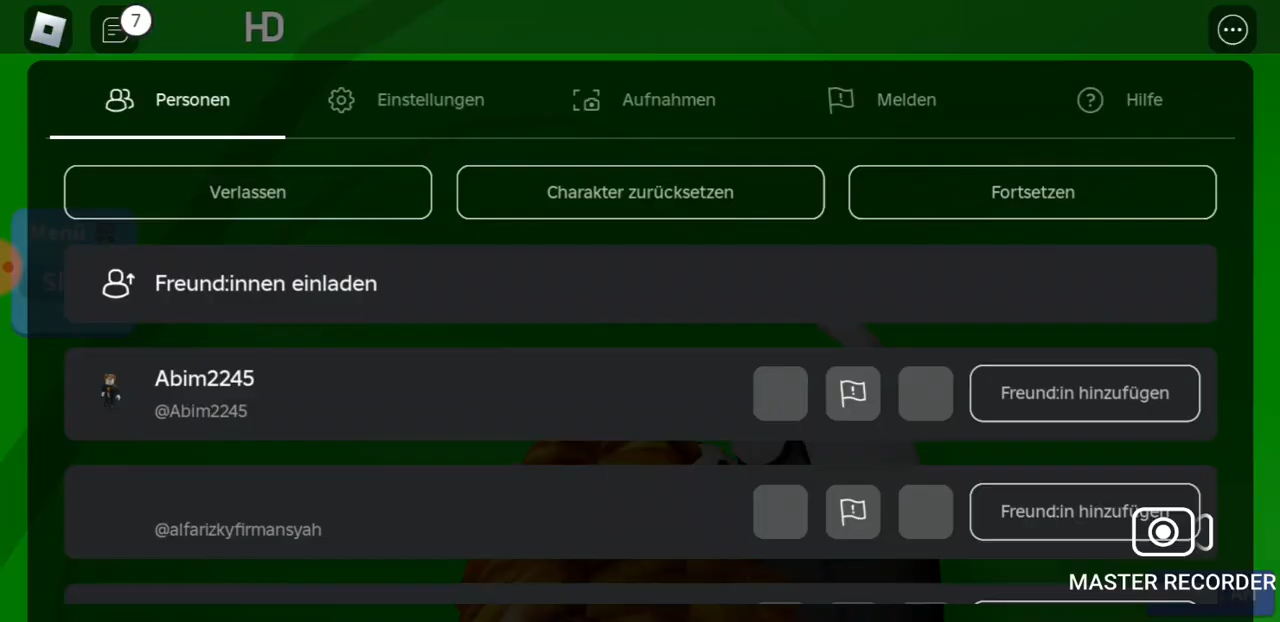 7
HD
Personen
Einstellungen
Aufnahmen
Melden
Hilfe
Verlassen
Charakter zurücksetzen
Fortsetzen
Menü
Freund:innen einladen
Abim2245
@Abim2245
Freund:in hinzufügen
@alfarizkyfirmansyah
Freund:in hinzufügen
MASTER RECORDER